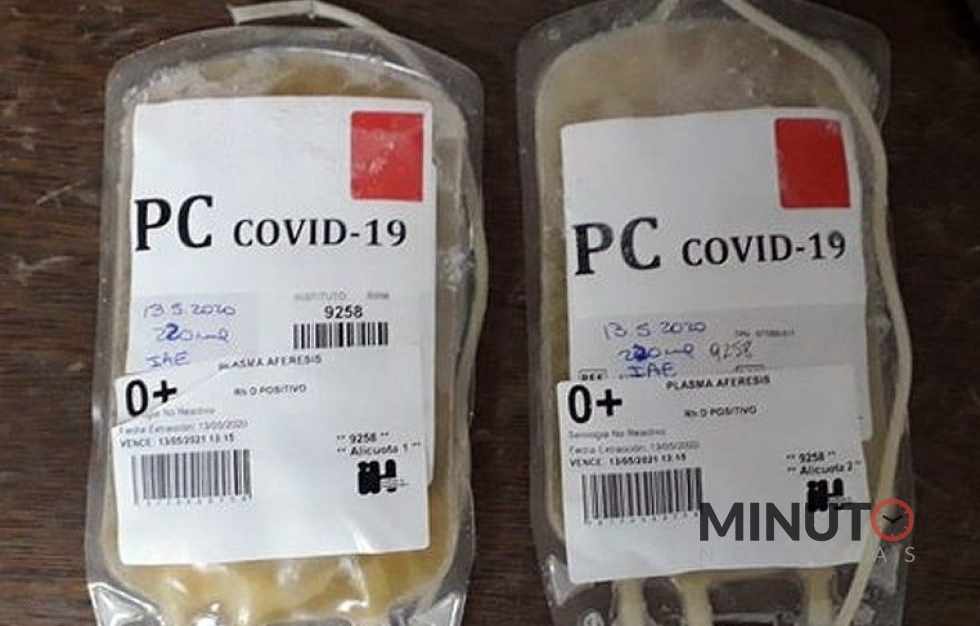 PC COVID-19
13.5.2020
220 ml
IAE
INSTITUTO
9258
PLASMA AFERESIS
0+
Rh D POSITIVO
Serologia No Reactiva
Fecha Extracción: 13/05/2020
VENCE: 13/05/2021 13:15
** 9258 **
** Alicuota 1 **
PC COVID-19
13 5 2020
220 ml 9258
IAE
PLASMA AFERESIS
0+
Rh D POSITIVO
Serologia No Reactiva
Fecha Extracción: 13/05/2020
VENCE: 13/05/2021 13:15
** 9258 **
** Alicuota 2 **
MINUTO